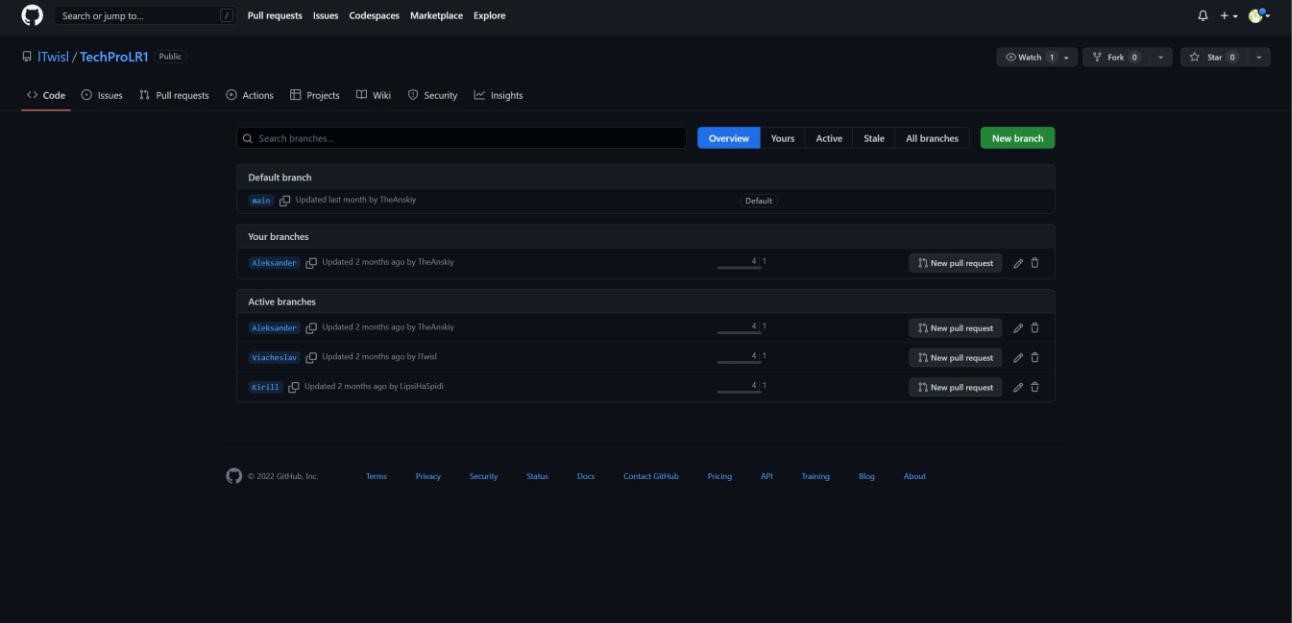 Search or jump to... / Pull requests Issues Codespaces Marketplace Explore
lTwisl / TechProLR1 Public Watch 1 Fork 0 Star 0
Code Issues Pull requests Actions Projects Wiki Security Insights
Search branches... Overview Yours Active Stale All branches New branch
Default branch
main Updated last month by TheAnskiy Default
Your branches
Aleksander Updated 2 months ago by TheAnskiy 4 1 New pull request
Active branches
Aleksander Updated 2 months ago by TheAnskiy 4 1 New pull request
Viacheslav Updated 2 months ago by lTwisl 4 1 New pull request
Kirill Updated 2 months ago by LipsiHaSpidi 4 1 New pull request
© 2022 GitHub, Inc. Terms Privacy Security Status Docs Contact GitHub Pricing API Training Blog About